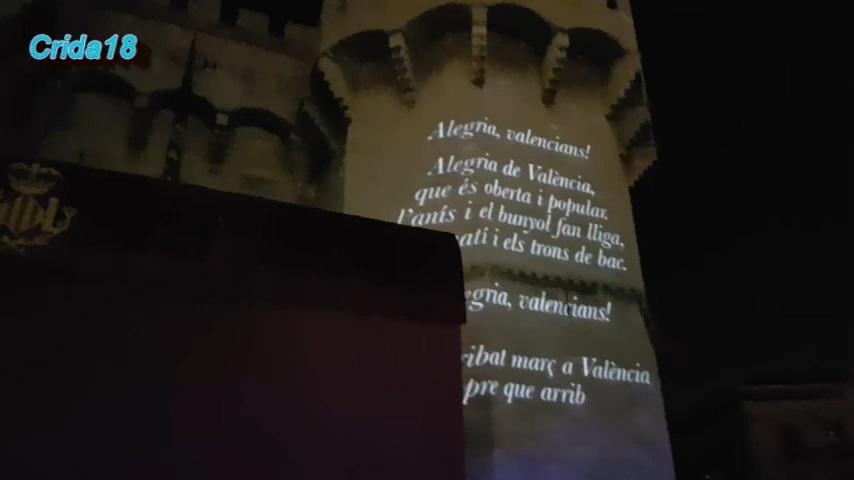 Crida18
Alegria, valencians!
Alegria de València,
que és oberta i popular.
l'anís i el bunyol fan lliga,
i els trons de bac.
valencians!
març a València
que arrib